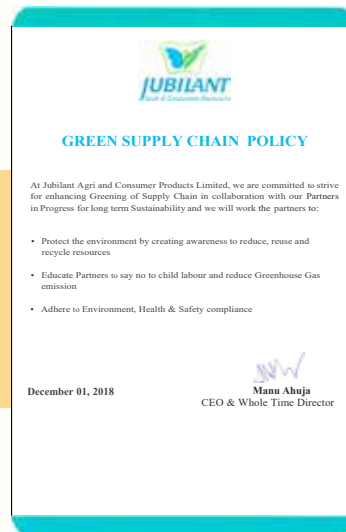 JUBILANT
GREEN SUPPLY CHAIN POLICY
At Jubilant Agri and Consumer Products Limited, we are committed to strive
for enhancing Greening of Supply Chain in collaboration with our Partners
in Progress for long term Sustainability and we will work the partners to:
• Protect the environment by creating awareness to reduce, reuse and
recycle resources
• Educate Partners to say no to child labour and reduce Greenhouse Gas
emission
• Adhere to Environment, Health & Safety compliance
December 01, 2018
Manu Ahuja
CEO & Whole Time Director